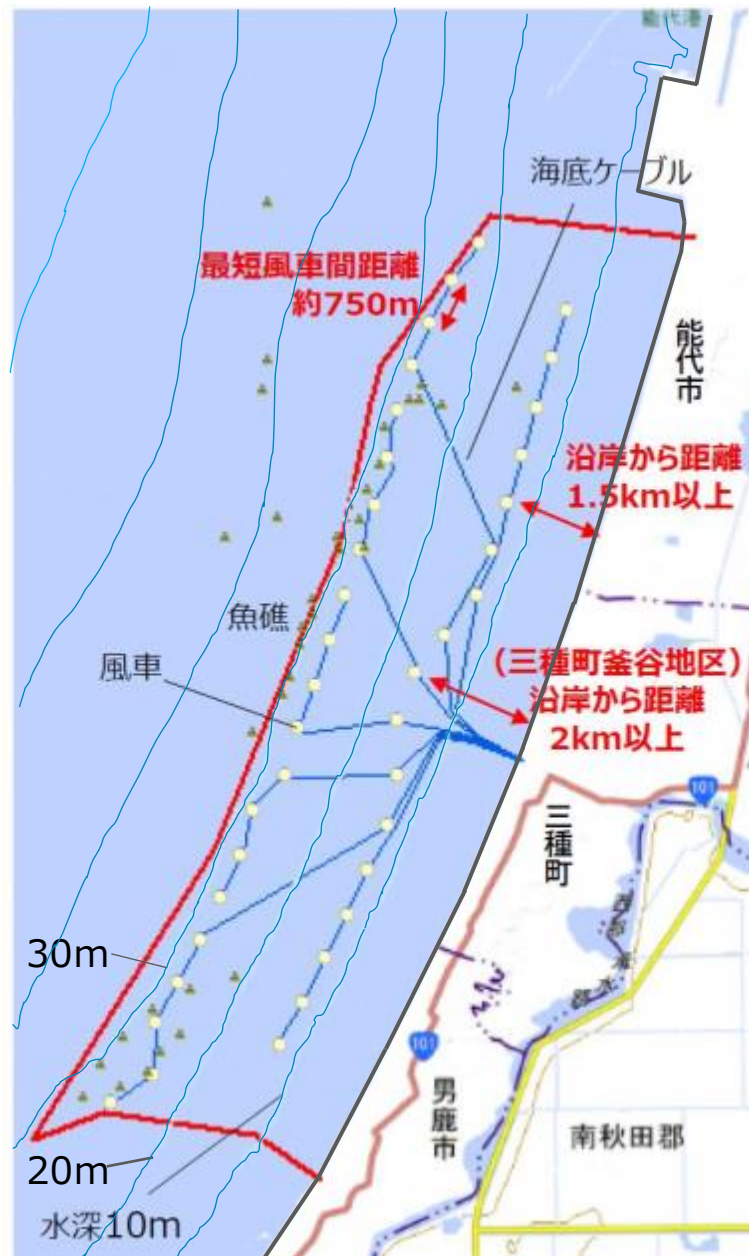 能代港
海底ケーブル
最短風車間距離
約750m
能代市
沿岸から距離
1.5km以上
魚礁
風車
(三種町釜谷地区)
沿岸から距離
2km以上
101
三種町
30m
101
男鹿市
南秋田郡
20m
水深10m